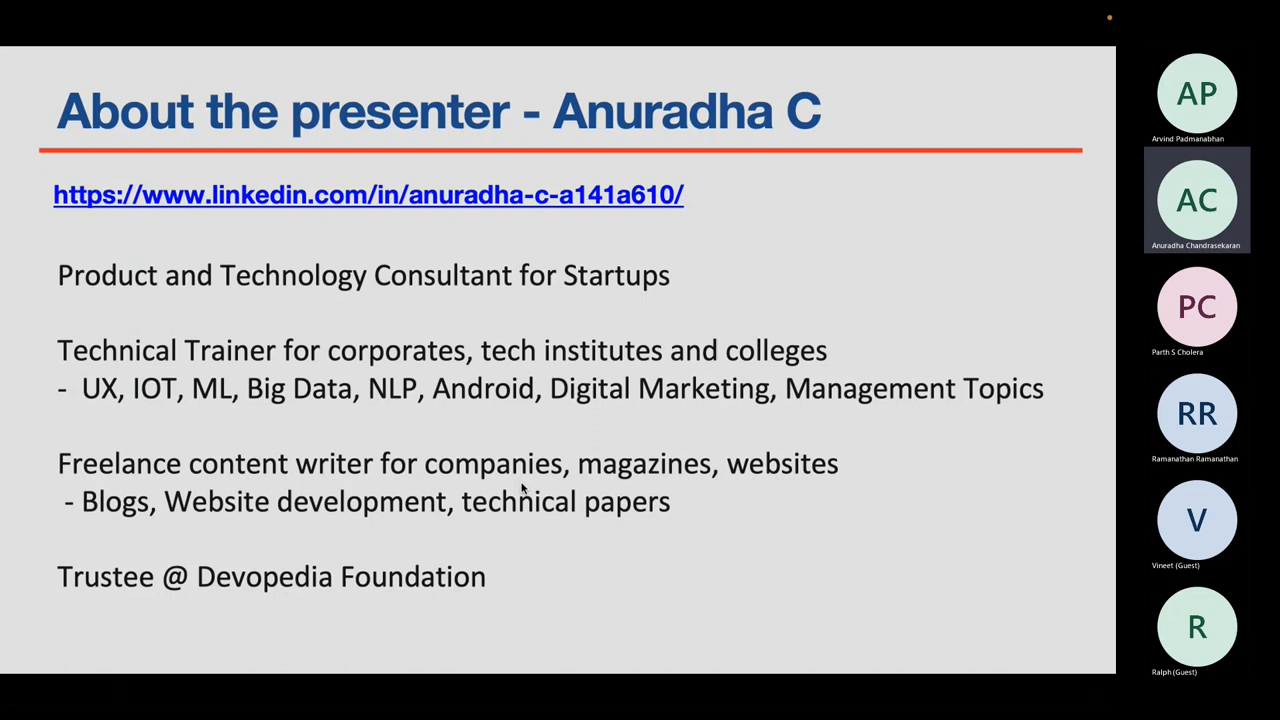 About the presenter - Anuradha C
https://www.linkedin.com/in/anuradha-c-a141a610/
Product and Technology Consultant for Startups
Technical Trainer for corporates, tech institutes and colleges
- UX, IOT, ML, Big Data, NLP, Android, Digital Marketing, Management Topics
Freelance content writer for companies, magazines, websites
- Blogs, Website development, technical papers
Trustee @ Devopedia Foundation
AP
Arvind Padmanabhan
AC
Anuradha Chandrasekaran
PC
Parth S Cholera
RR
Ramanathan Ramanathan
V
Vineet (Guest)
R
Ralph (Guest)